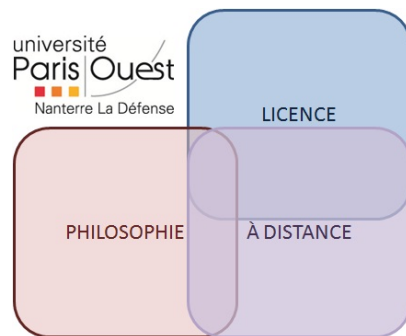 université
Paris Ouest
Nanterre La Défense
LICENCE
PHILOSOPHIE
À DISTANCE